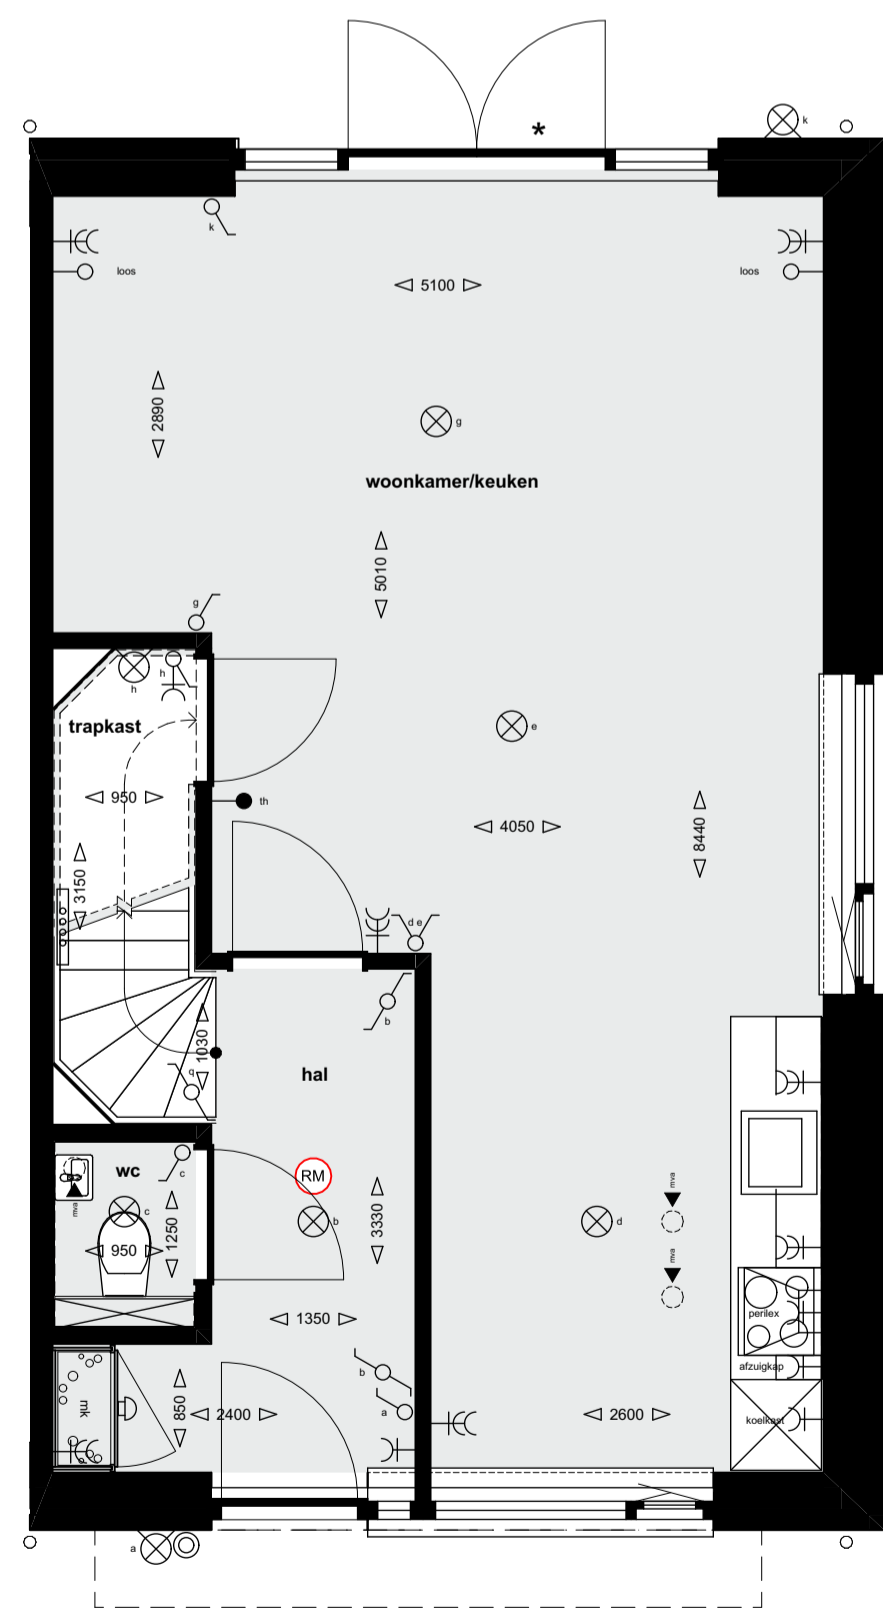 *
k
k
loos
loos
5100
2890
g
woonkamer/keuken
5010
g
h
h
trapkast
e
950
th
4050
8440
3150
d e
b
1030
q
hal
wc
c
RM
mva
mva
c
b
d
3330
1250
950
mva
perilex
1350
afzuigkap
b
mk
850
a
2400
2600
koelkast
a